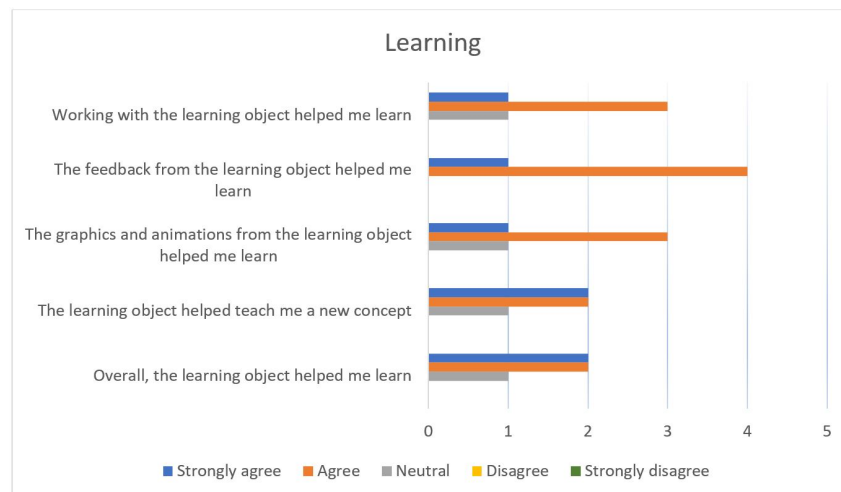 Learning
Working with the learning object helped me learn
The feedback from the learning object helped me
learn
The graphics and animations from the learning object
helped me learn
The learning object helped teach me a new concept
Overall, the learning object helped me learn
0 1 2 3 4 5
Strongly agree Agree Neutral Disagree Strongly disagree